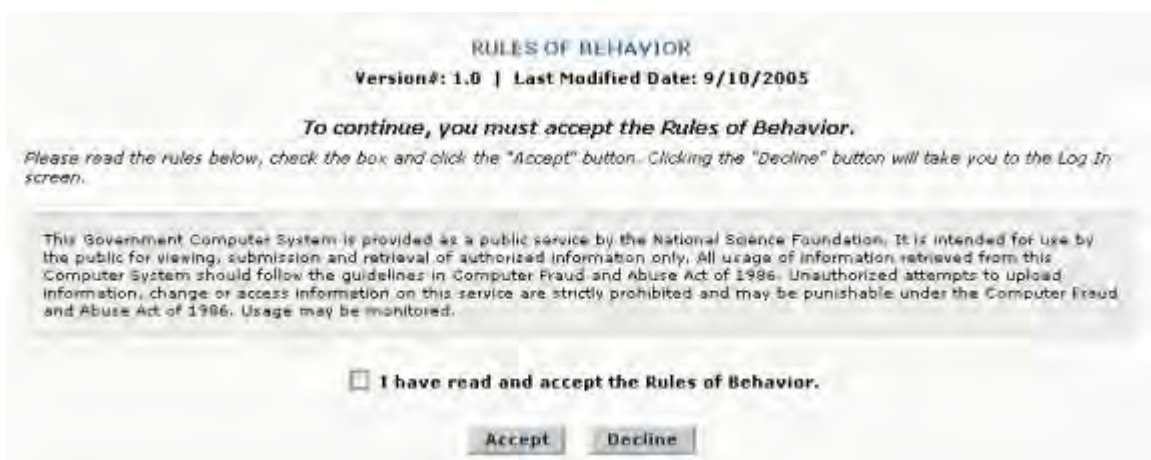 RULES OF BEHAVIOR
Version#: 1.0 | Last Modified Date: 9/10/2005
To continue, you must accept the Rules of Behavior.
Please read the rules below, check the box and click the "Accept" button. Clicking the "Decline" button will take you to the Log In
screen.
This Government Computer System is provided as a public service by the National Science Foundation. It is intended for use by
the public for viewing, submission and retrieval of authorized information only. All usage of information retrieved from this
Computer System should follow the guidelines in Computer Fraud and Abuse Act of 1986. Unauthorized attempts to upload
information, change or access information on this service are strictly prohibited and may be punishable under the Computer Fraud
and Abuse Act of 1986. Usage may be monitored.
I have read and accept the Rules of Behavior.
Accept Decline